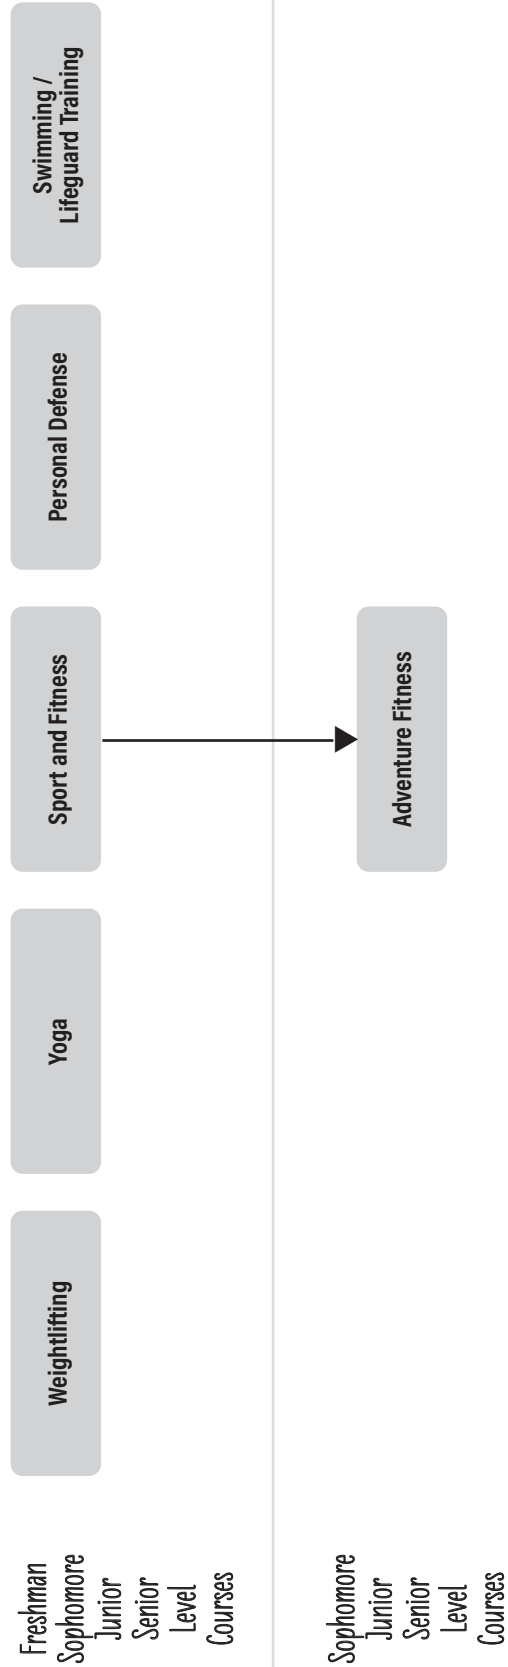 Freshman
Sophomore
Junior
Senior
Level
Courses
Weightlifting
Yoga
Sport and Fitness
Personal Defense
Swimming /
Lifeguard Training
Sophomore
Junior
Senior
Level
Courses
Adventure Fitness